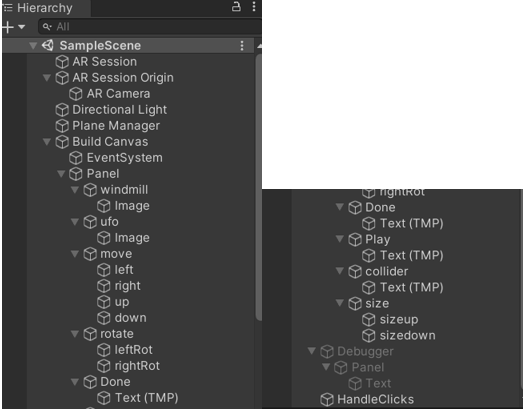 Hierarchy
All
SampleScene
AR Session
AR Session Origin
AR Camera
Directional Light
Plane Manager
Build Canvas
EventSystem
Panel
windmill
Image
ufo
Image
move
left
right
up
down
rotate
leftRot
rightRot
Done
Text (TMP)
rightRot
Done
Text (TMP)
Play
Text (TMP)
collider
Text (TMP)
size
sizeup
sizedown
Debugger
Panel
Text
HandleClicks